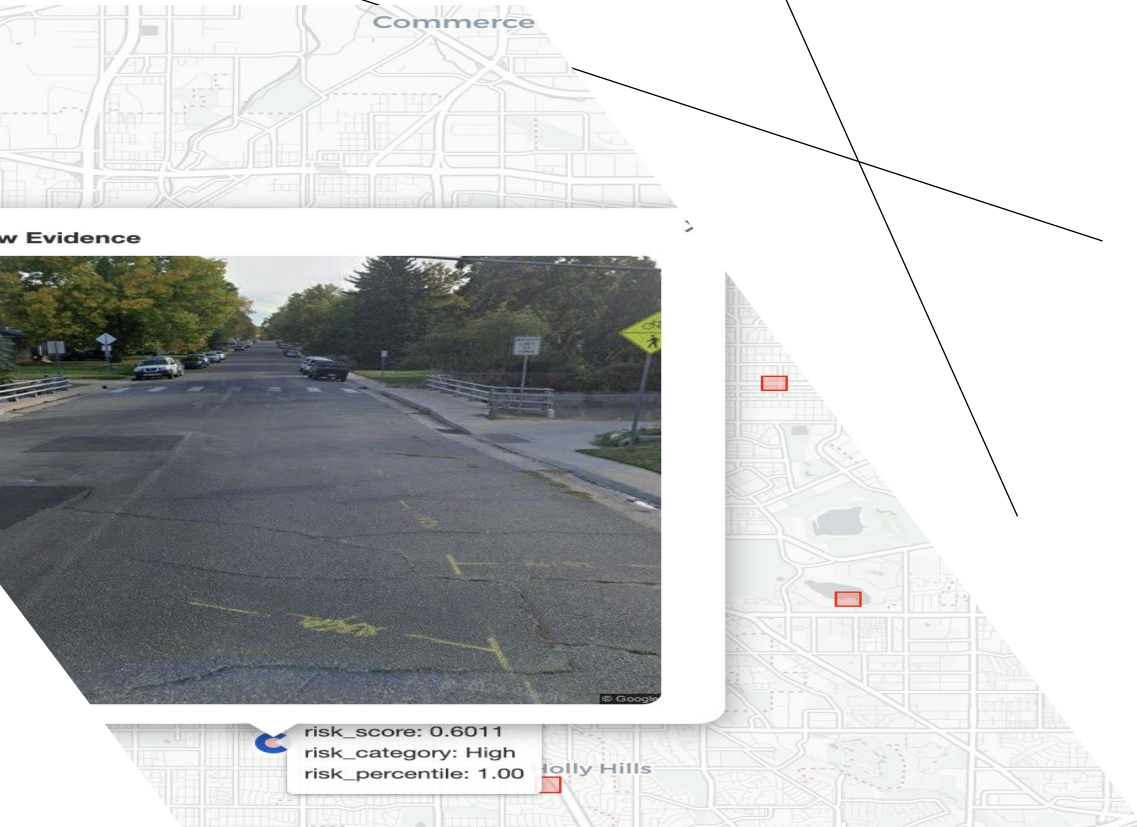 Commerce
w Evidence
© Google
risk_score: 0.6011
risk_category: High
risk_percentile: 1.00
Holly Hills